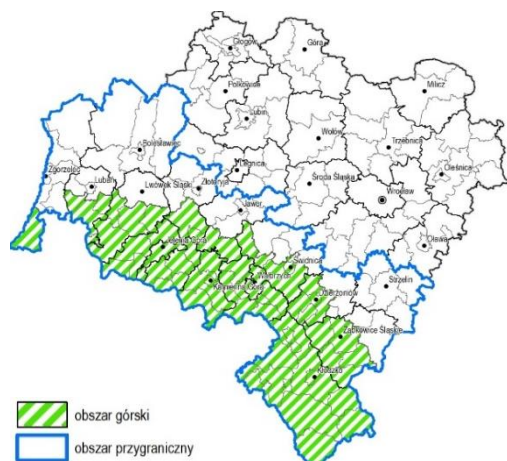 Głogów
Góra
Polkowice
Milicz
Lubin
Wołów
Trzebnica
Bolesławiec
Legnica
Oleśnica
Zgorzelec
Lubań
Lwówek Śląski
Złotoryja
Środa Śląska
Wrocław
Jawor
Oława
Jelenia Góra
Świdnica
Strzelin
Kamienna Góra
Wałbrzych
Dzierżoniów
Ząbkowice Śląskie
Kłodzko
obszar górski
obszar przygraniczny